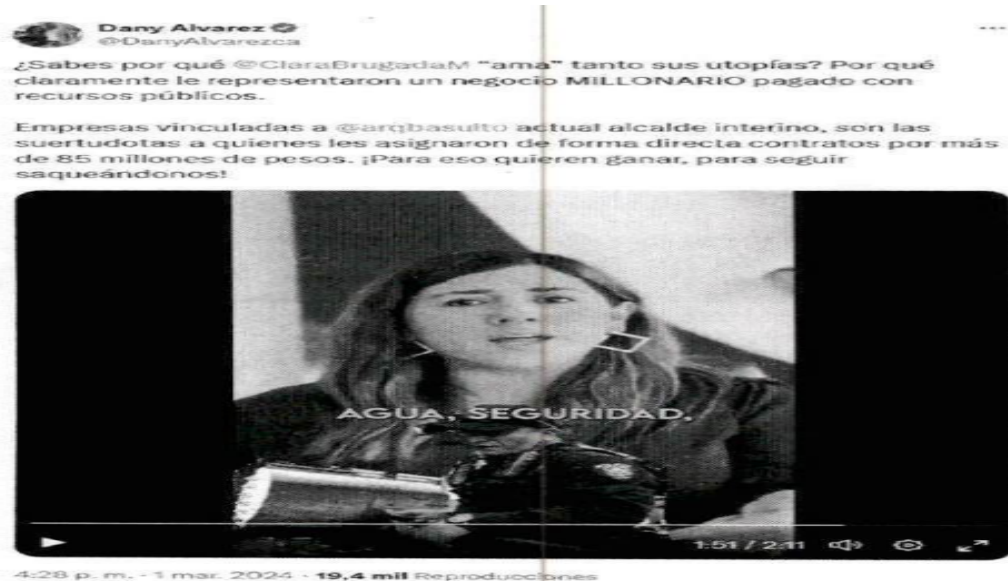 Dany Alvarez
@DanyAlvarezca
¿Sabes por qué @ClaraBrugadaM "ama" tanto sus utopías? Por qué
claramente le representaron un negocio MILLONARIO pagado con
recursos públicos.
Empresas vinculadas a @arqbasulto actual alcalde interino, son las
suertudotas a quienes les asignaron de forma directa contratos por más
de 85 millones de pesos. ¡Para eso quieren ganar, para seguir
saqueándonos!
AGUA, SEGURIDAD,
1:51 / 2:11
4:28 p. m. · 1 mar. 2024 · 19,4 mil Reproducciones